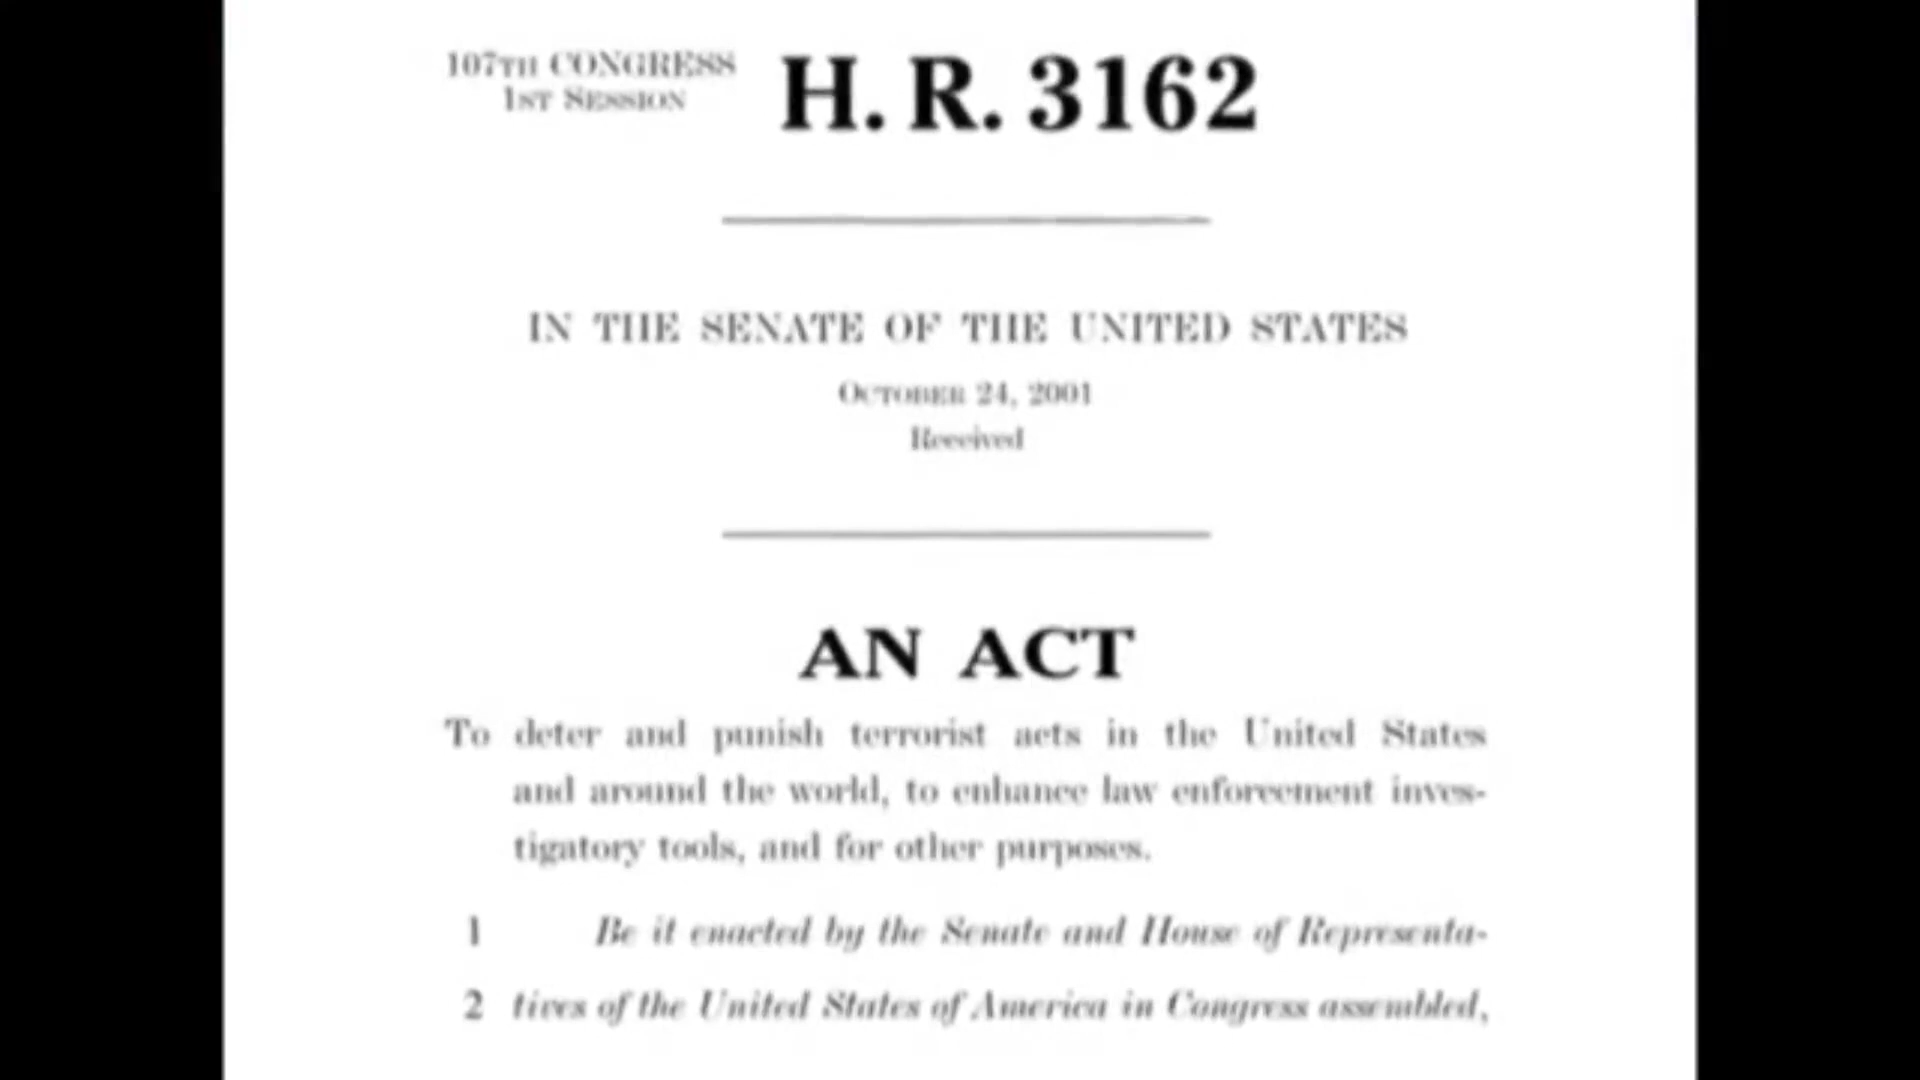 107TH CONGRESS
1ST SESSION
H. R. 3162
IN THE SENATE OF THE UNITED STATES
OCTOBER 24, 2001
Received
AN ACT
To deter and punish terrorist acts in the United States
and around the world, to enhance law enforcement inves-
tigatory tools, and for other purposes.
1 Be it enacted by the Senate and House of Representa-
2 tives of the United States of America in Congress assembled,